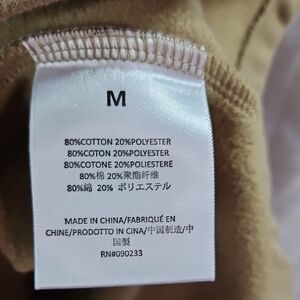 M
80%COTTON 20%POLYESTER
80%COTON 20%POLYESTER
80%COTONE 20%POLIESTERE
80%棉 20%聚酯纤维
80%綿 20% ポリエステル
MADE IN CHINA/FABRIQUÉ EN
CHINE/PRODOTTO IN CINA/中国制造/中
国製
RN#090233